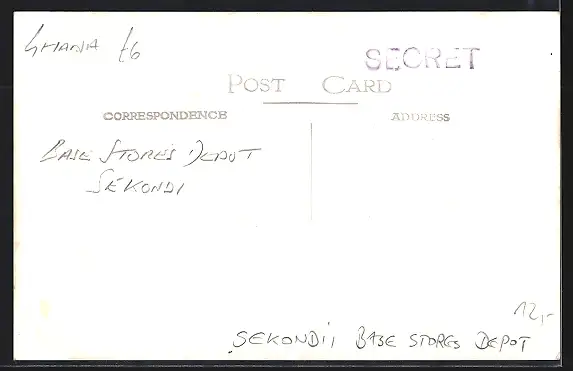 GHANA £6
SECRET
POST CARD
CORRESPONDENCE
ADDRESS
BASE STORES DEPOT
SEKONDI
12,-
SEKONDI, BASE STORES DEPOT